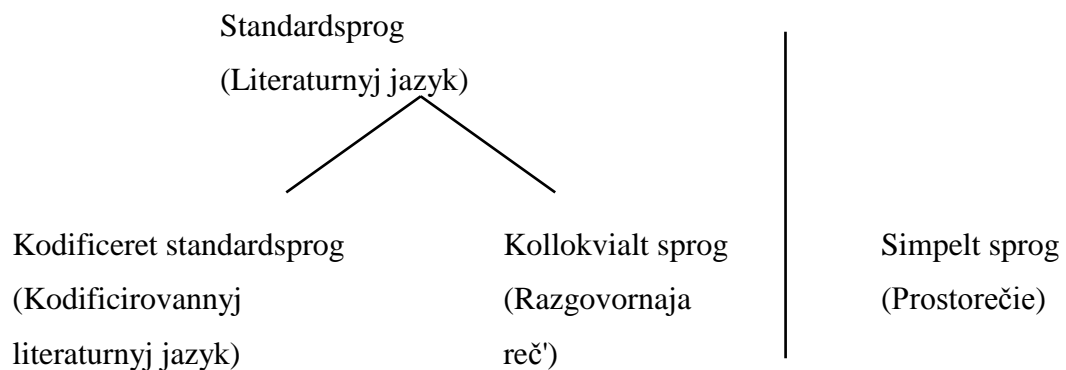 Standardsprog
(Literaturnyj jazyk)
Kodificeret standardsprog
(Kodificirovannyj
literaturnyj jazyk)
Kollokvialt sprog
(Razgovornaja
reč')
Simpelt sprog
(Prostorečie)